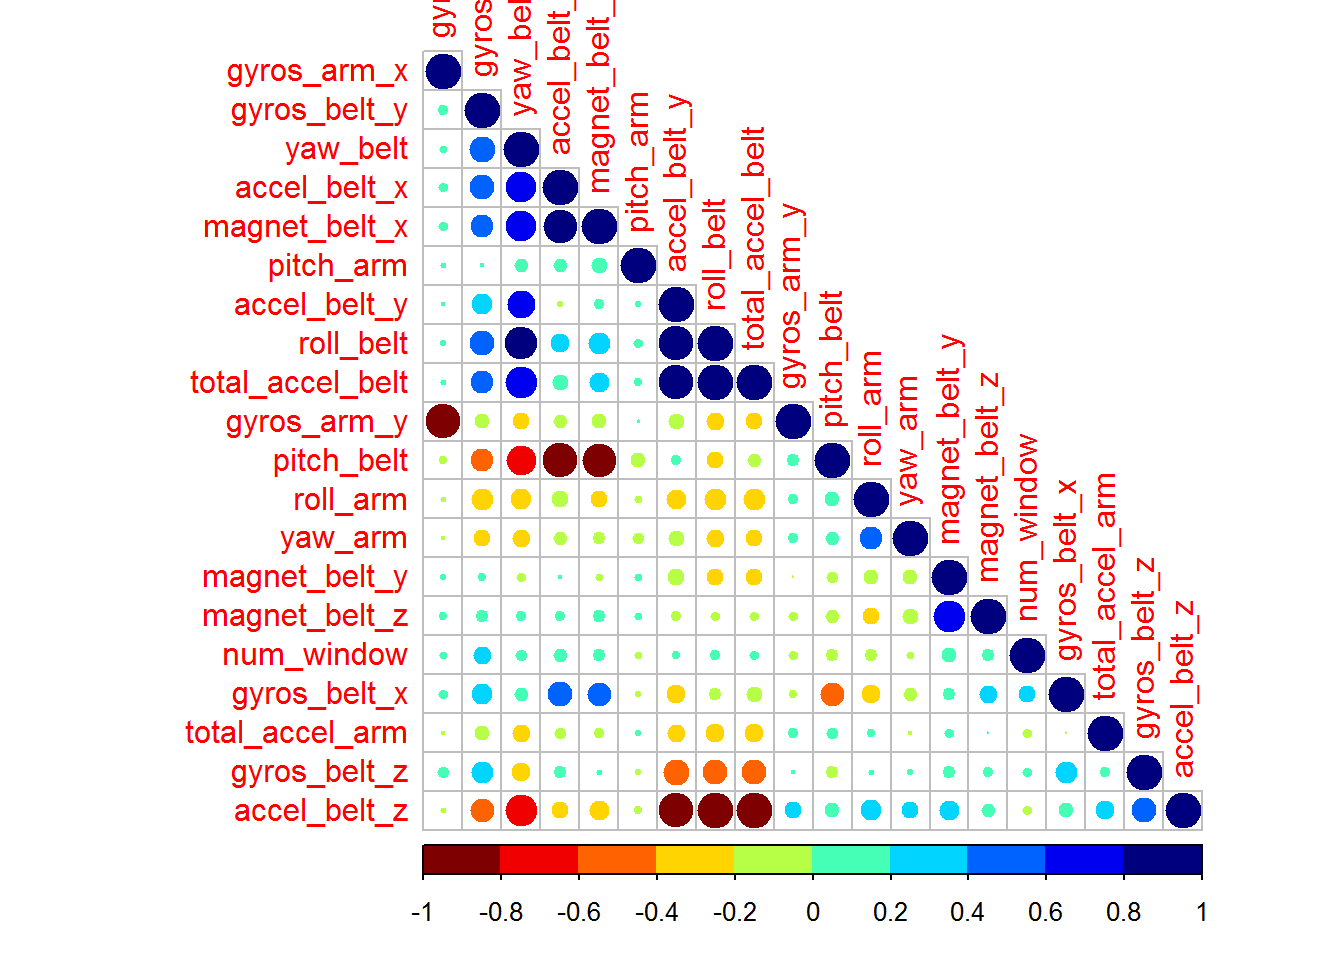 gyros_arm_x
gyros_belt_y
yaw_belt
accel_belt_x
magnet_belt_x
pitch_arm
accel_belt_y
roll_belt
total_accel_belt
gyros_arm_y
pitch_belt
roll_arm
yaw_arm
magnet_belt_y
magnet_belt_z
num_window
gyros_belt_x
total_accel_arm
gyros_belt_z
accel_belt_z
pitch_arm
accel_belt_y
roll_belt
total_accel_belt
gyros_arm_y
pitch_belt
roll_arm
yaw_arm
magnet_belt_y
magnet_belt_z
num_window
gyros_belt_x
total_accel_arm
gyros_belt_z
accel_belt_z
-1 -0.8 -0.6 -0.4 -0.2 0 0.2 0.4 0.6 0.8 1